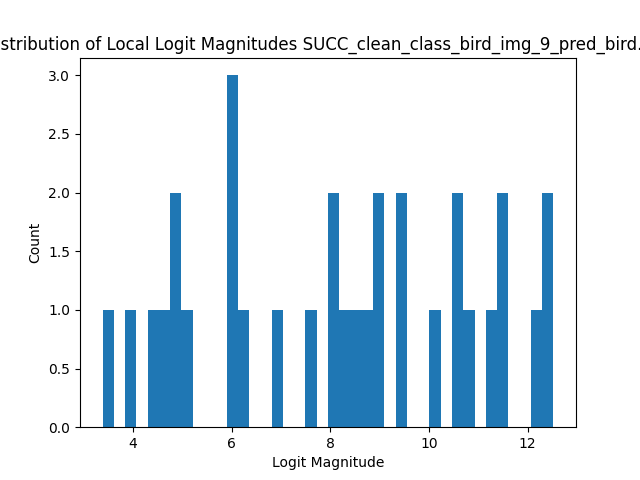 stribution of Local Logit Magnitudes SUCC_clean_class_bird_img_9_pred_bird.
3.0
2.5
2.0
1.5
1.0
0.5
0.0
Count
4 6 8 10 12
Logit Magnitude